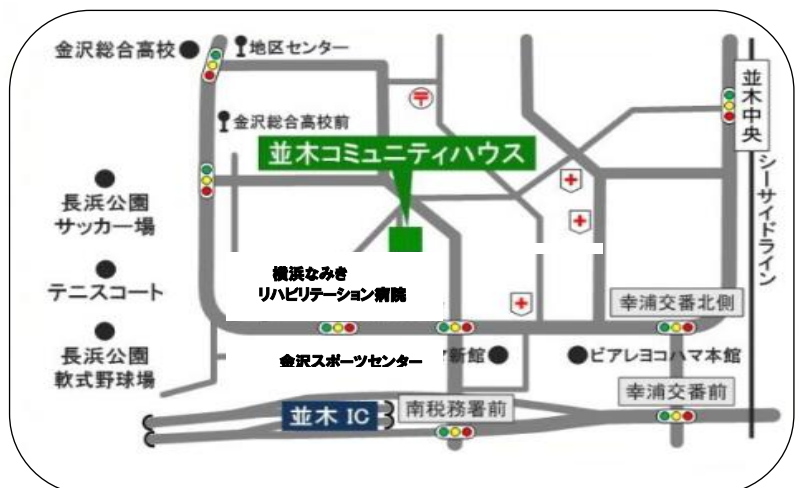 金沢総合高校
地区センター
金沢総合高校前
並木コミュニティハウス
並木中央
シーサイドライン
長浜公園
サッカー場
横浜なみき
リハビリテーション病院
テニスコート
幸浦交番北側
長浜公園
軟式野球場
金沢スポーツセンター
新館
ビアレヨコハマ本館
幸浦交番前
並木 IC
南税務署前